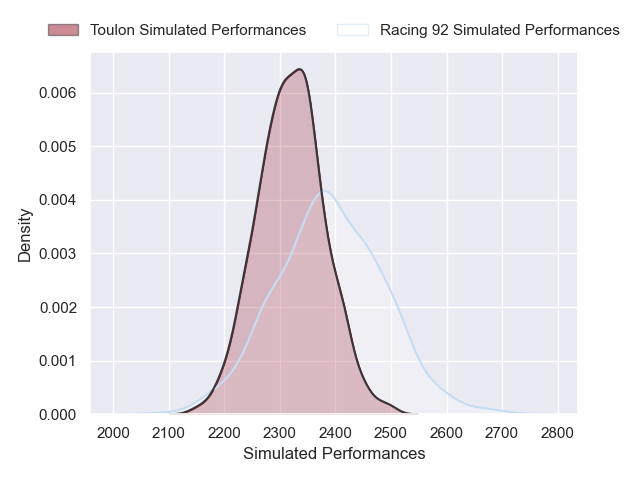 Toulon Simulated Performances Racing 92 Simulated Performances
0.006
0.005
0.004
0.003
0.002
0.001
0.000
Density
2000 2100 2200 2300 2400 2500 2600 2700 2800
Simulated Performances